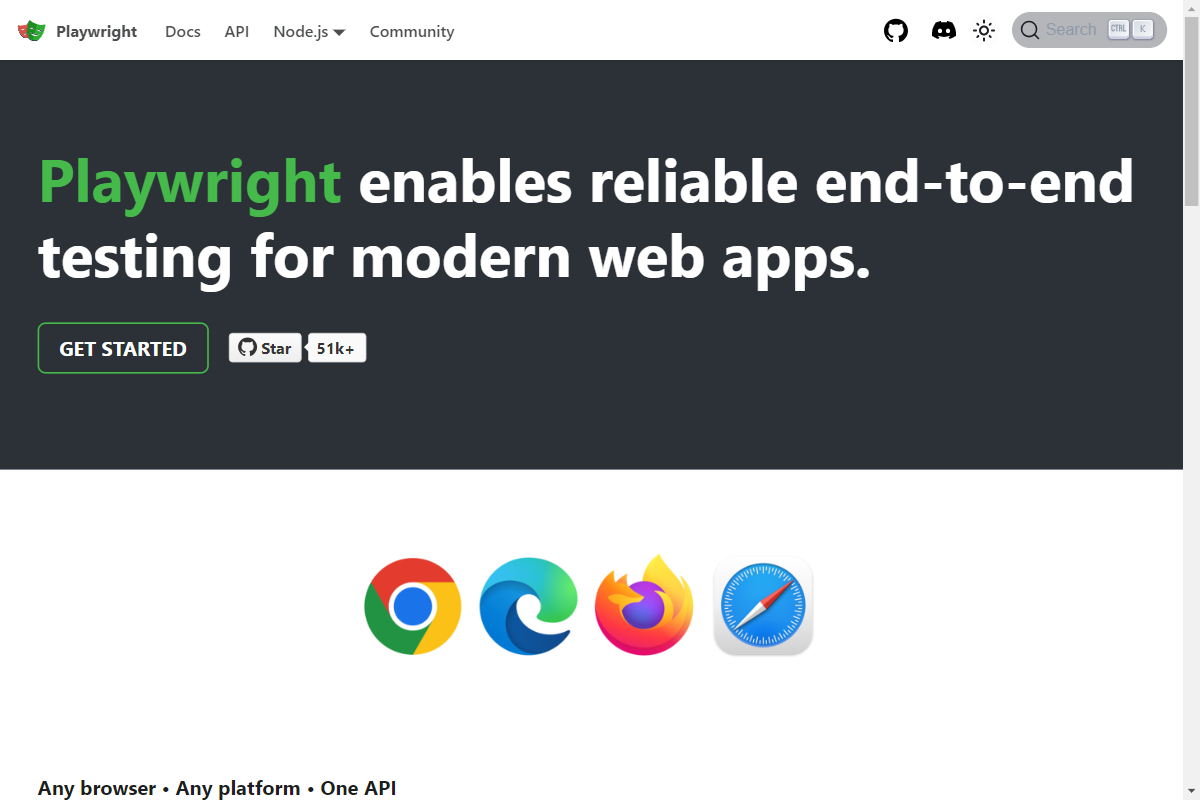 Playwright Docs API Node.js Community Search CTRL K
Playwright enables reliable end-to-end
testing for modern web apps.
GET STARTED Star 51k+
Any browser • Any platform • One API